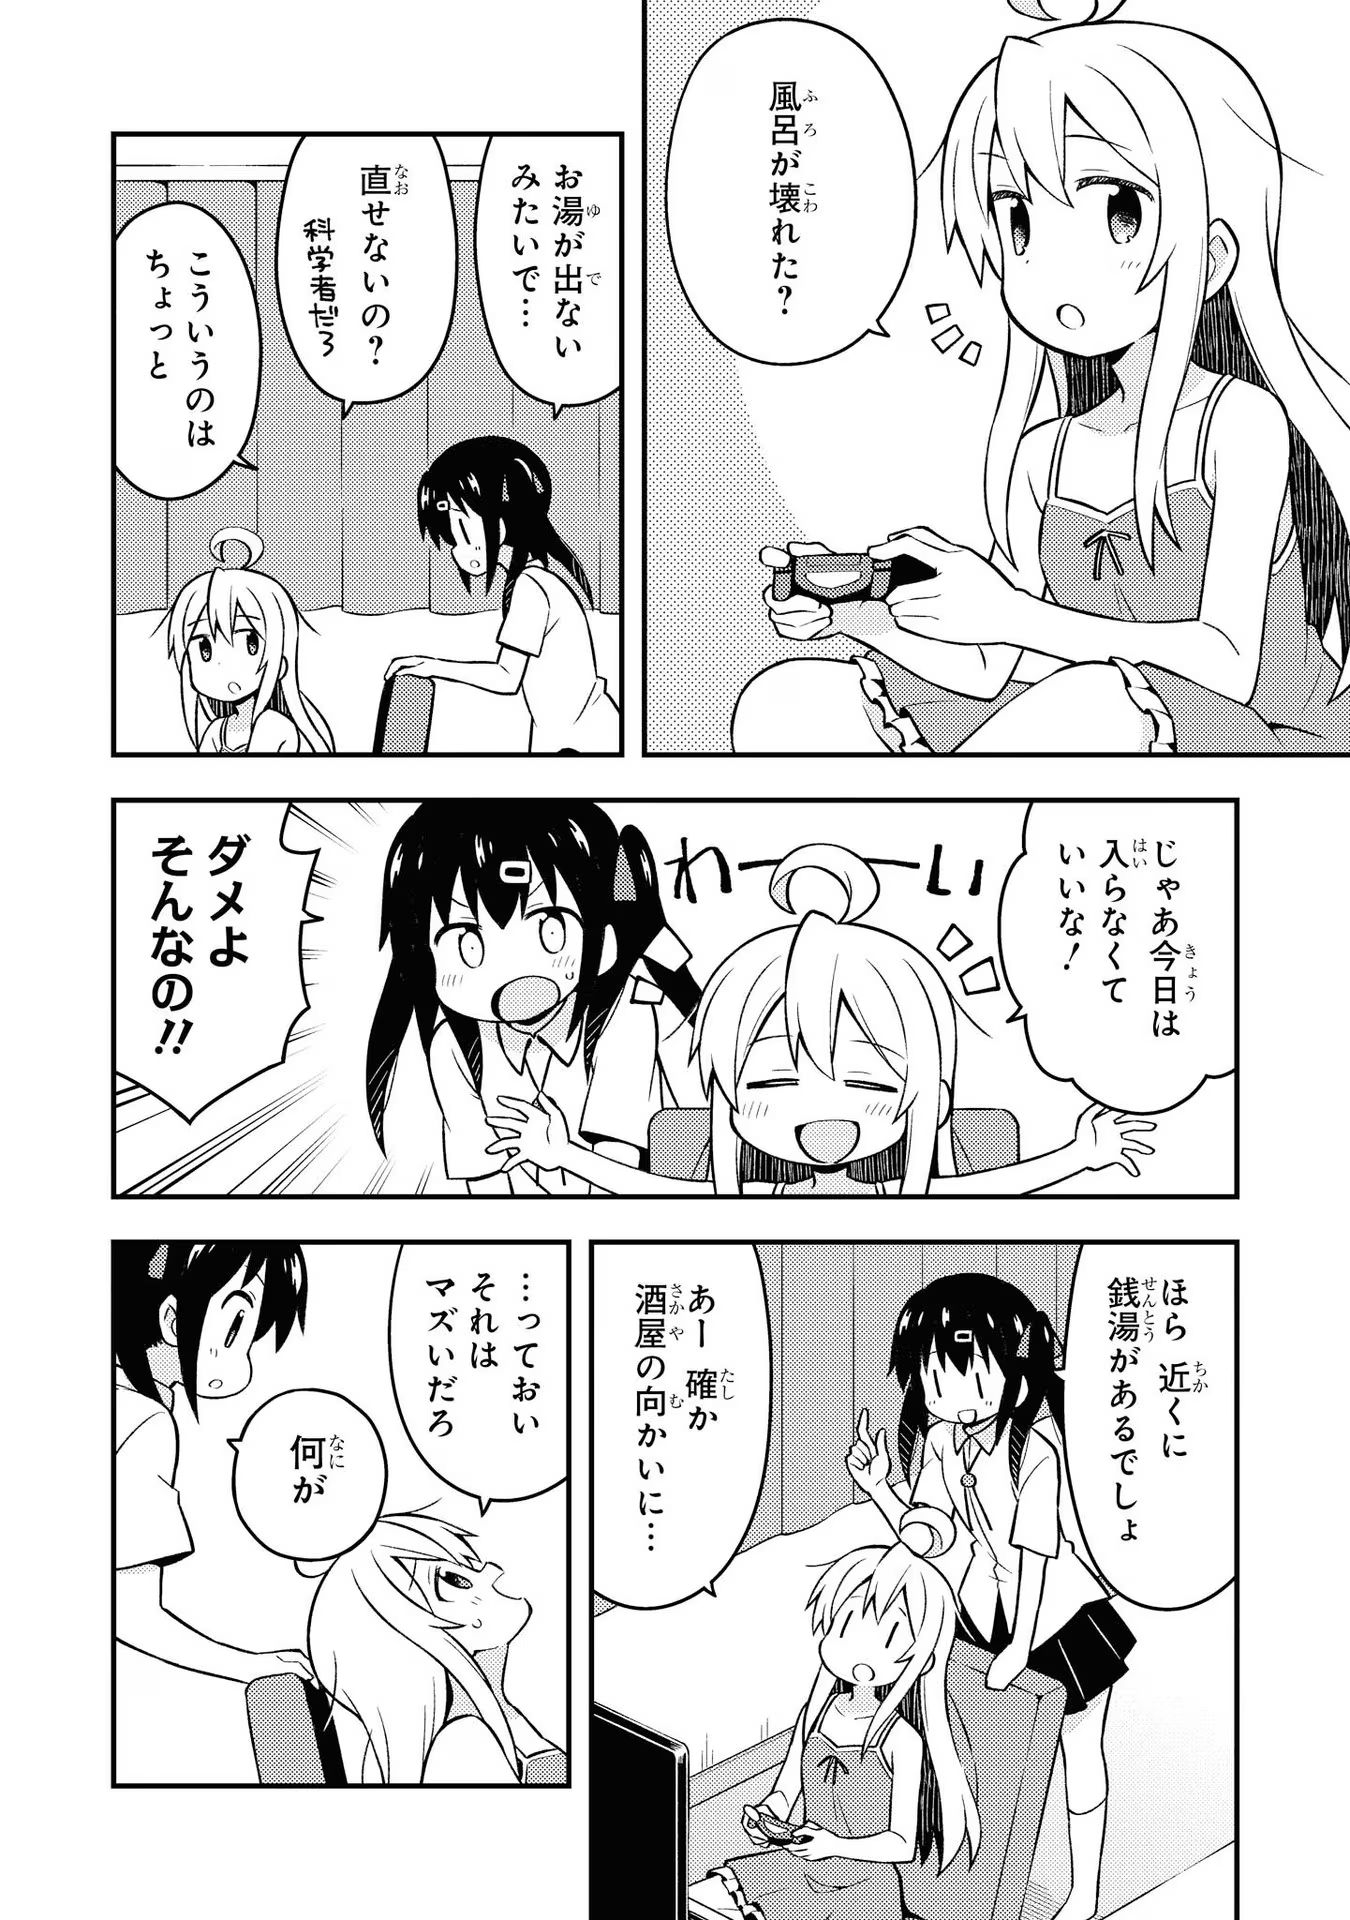 風呂が壊れた？
お湯が出ない
みたいで…
直せないの？
科学者だろ
こういうのは
ちょっと
じゃあ今日は
入らなくて
いいな！
わーーい
ダメよ
そんなの!!
ほら 近くに
銭湯があるでしょ
あー 確か
酒屋の向かいに…
…っておい
それは
マズいだろ
何が